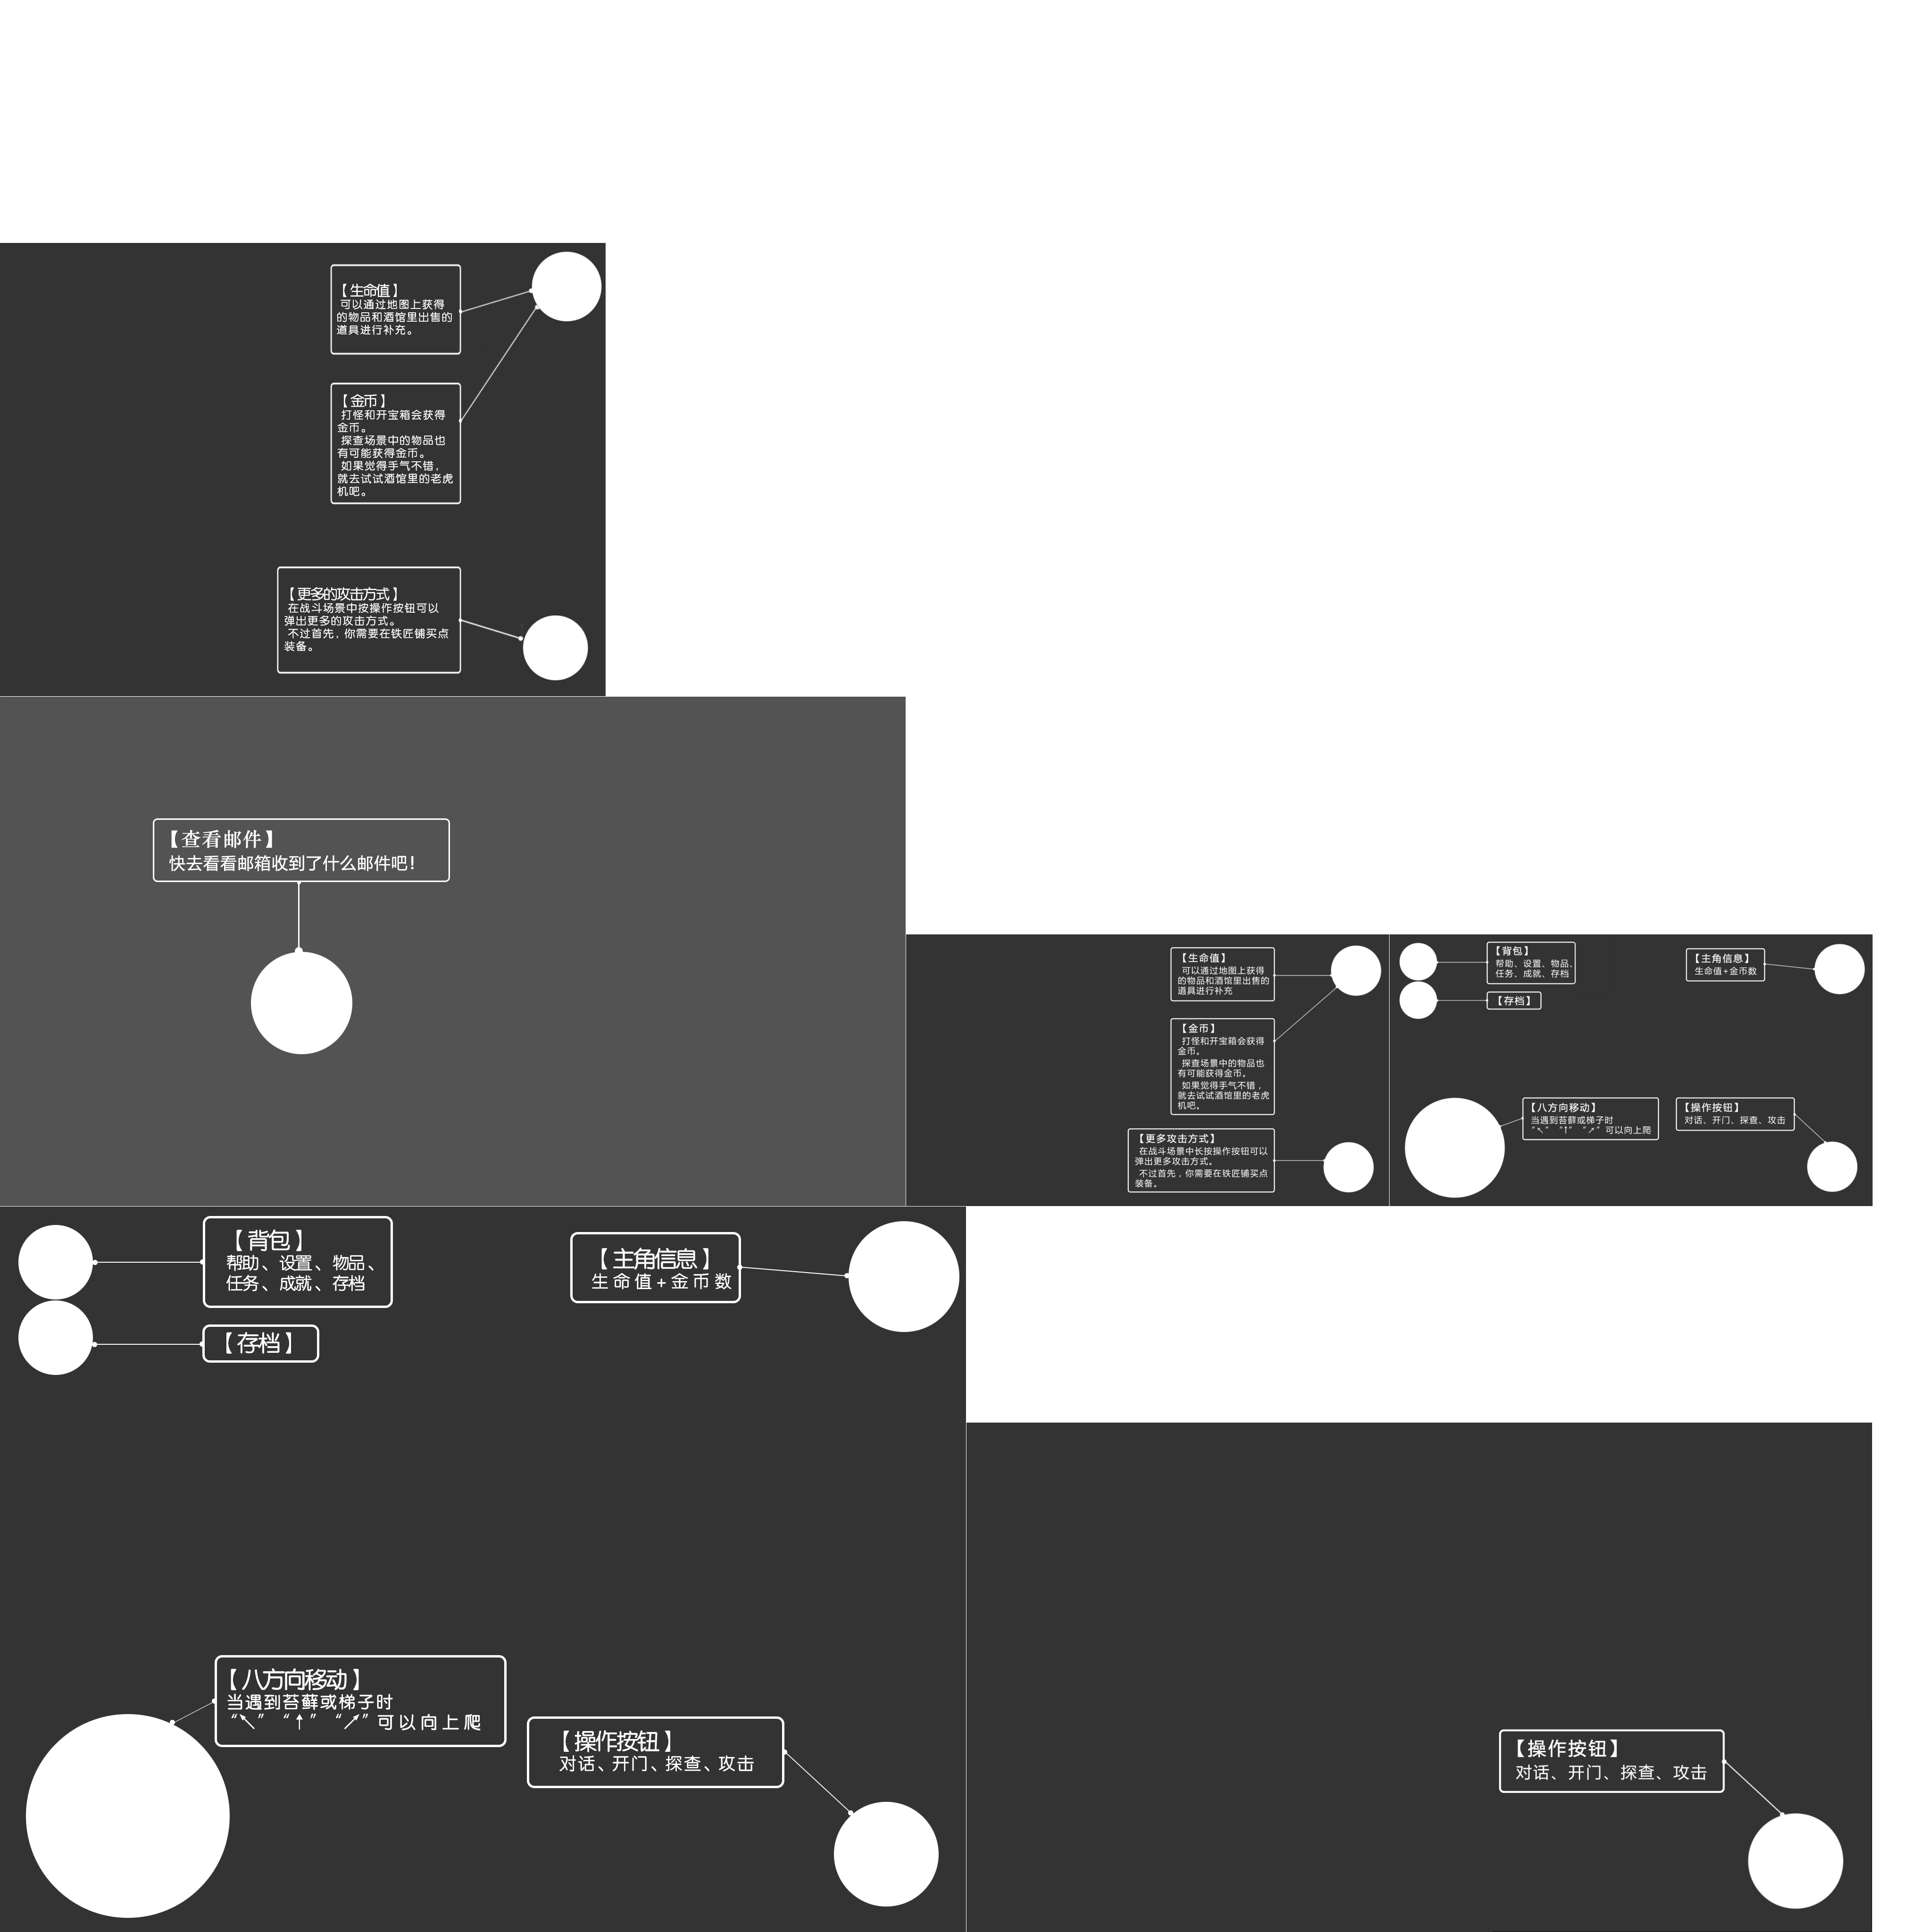 【生命值】
可以通过地图上获得
的物品和酒馆里出售的
道具进行补充。
【金币】
打怪和开宝箱会获得
金币。
探查场景中的物品也
有可能获得金币。
如果觉得手气不错，
就去试试酒馆里的老虎
机吧。
【更多的攻击方式】
在战斗场景中按操作按钮可以
弹出更多的攻击方式。
不过首先，你需要在铁匠铺买点
装备。
【查看邮件】
快去看看邮箱收到了什么邮件吧！
【生命值】
可以通过地图上获得
的物品和酒馆里出售的
道具进行补充
【金币】
打怪和开宝箱会获得
金币。
探查场景中的物品也
有可能获得金币。
如果觉得手气不错，
就去试试酒馆里的老虎
机吧。
【更多攻击方式】
在战斗场景中长按操作按钮可以
弹出更多攻击方式。
不过首先，你需要在铁匠铺买点
装备。
【背包】
帮助、设置、物品、
任务、成就、存档
【存档】
【主角信息】
生命值+金币数
【八方向移动】
当遇到苔藓或梯子时
“↖” “↑” “↗”可以向上爬
【操作按钮】
对话、开门、探查、攻击
【背包】
帮助、设置、物品、
任务、成就、存档
【存档】
【主角信息】
生命值+金币数
【八方向移动】
当遇到苔藓或梯子时
“↖” “↑” “↗”可以向上爬
【操作按钮】
对话、开门、探查、攻击
【操作按钮】
对话、开门、探查、攻击